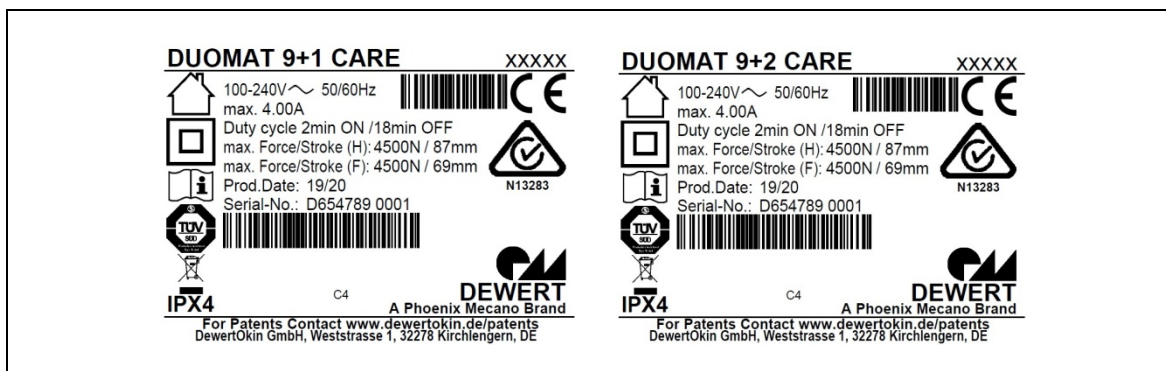 DUOMAT 9+1 CARE XXXXX
100-240V~ 50/60Hz
max. 4.00A
CE
Duty cycle 2min ON /18min OFF
max. Force/Stroke (H): 4500N / 87mm
max. Force/Stroke (F): 4500N / 69mm
N13283
i
Prod.Date: 19/20
Serial-No.: D654789 0001
TÜV
SÜD
IPX4
C4
DEWERT
A Phoenix Mecano Brand
For Patents Contact www.dewertokin.de/patents
DewertOkin GmbH, Weststrasse 1, 32278 Kirchlengern, DE
DUOMAT 9+2 CARE XXXXX
100-240V~ 50/60Hz
max. 4.00A
CE
Duty cycle 2min ON /18min OFF
max. Force/Stroke (H): 4500N / 87mm
max. Force/Stroke (F): 4500N / 69mm
N13283
i
Prod.Date: 19/20
Serial-No.: D654789 0001
TÜV
SÜD
IPX4
C4
DEWERT
A Phoenix Mecano Brand
For Patents Contact www.dewertokin.de/patents
DewertOkin GmbH, Weststrasse 1, 32278 Kirchlengern, DE